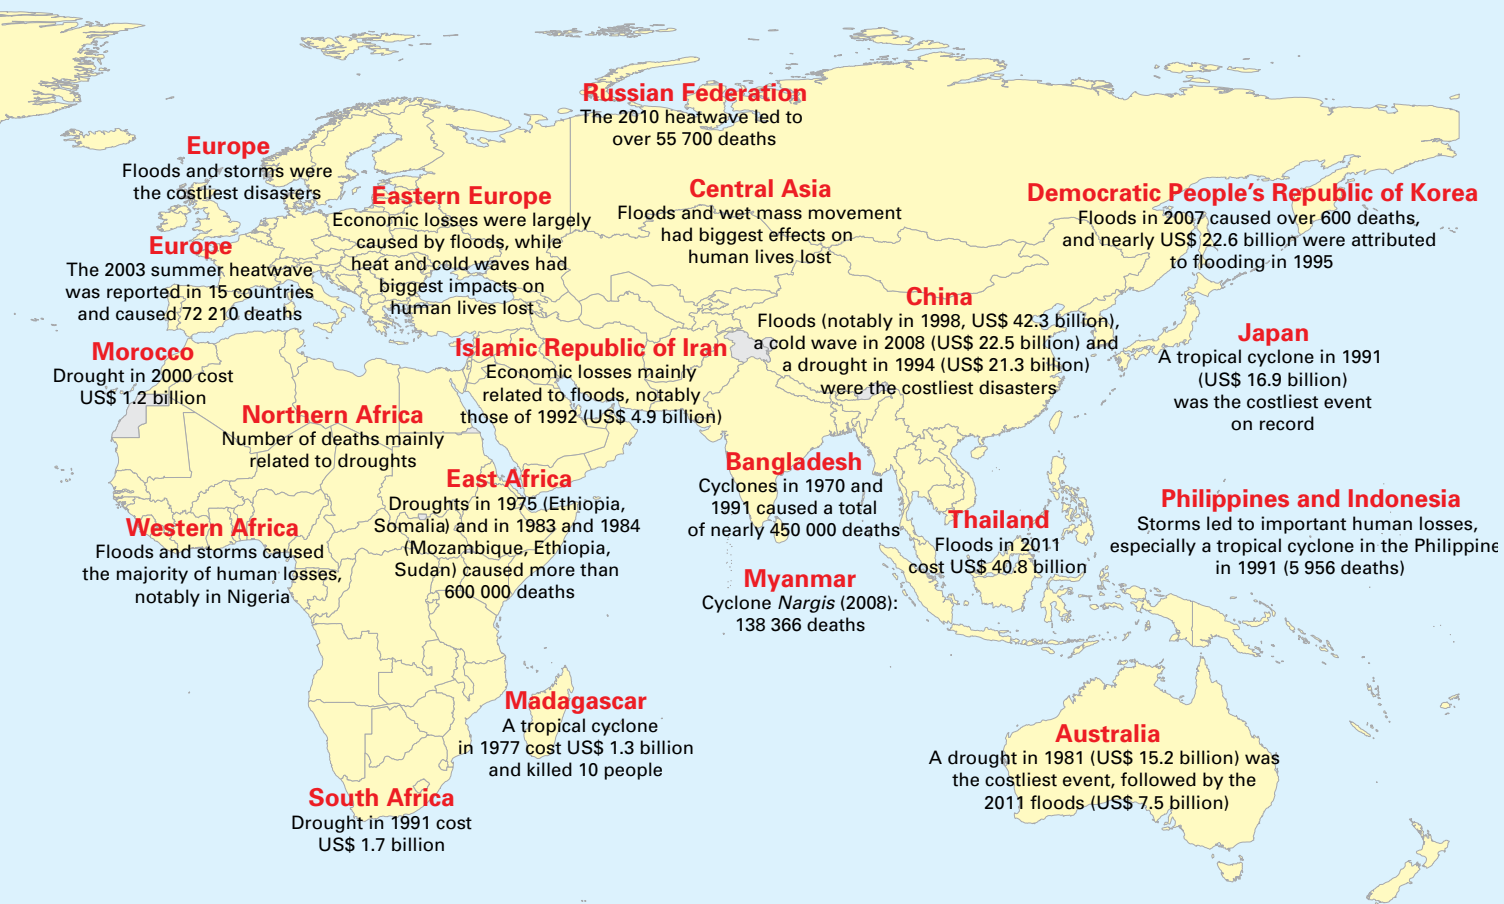 Russian Federation
The 2010 heatwave led to
over 55 700 deaths
Europe
Floods and storms were
the costliest disasters
Eastern Europe
Economic losses were largely
caused by floods, while
heat and cold waves had
biggest impacts on
human lives lost
Central Asia
Floods and wet mass movement
had biggest effects on
human lives lost
Democratic People's Republic of Korea
Floods in 2007 caused over 600 deaths,
and nearly US$ 22.6 billion were attributed
to flooding in 1995
Europe
The 2003 summer heatwave
was reported in 15 countries
and caused 72 210 deaths
China
Floods (notably in 1998, US$ 42.3 billion),
a cold wave in 2008 (US$ 22.5 billion) and
a drought in 1994 (US$ 21.3 billion)
were the costliest disasters
Japan
A tropical cyclone in 1991
(US$ 16.9 billion)
was the costliest event
on record
Morocco
Drought in 2000 cost
US$ 1.2 billion
Islamic Republic of Iran
Economic losses mainly
related to floods, notably
those of 1992 (US$ 4.9 billion)
Northern Africa
Number of deaths mainly
related to droughts
East Africa
Droughts in 1975 (Ethiopia,
Somalia) and in 1983 and 1984
(Mozambique, Ethiopia,
Sudan) caused more than
600 000 deaths
Bangladesh
Cyclones in 1970 and
1991 caused a total
of nearly 450 000 deaths
Philippines and Indonesia
Storms led to important human losses,
especially a tropical cyclone in the Philippine
in 1991 (5 956 deaths)
Western Africa
Floods and storms caused
the majority of human losses,
notably in Nigeria
Thailand
Floods in 2011
cost US$ 40.8 billion
Myanmar
Cyclone Nargis (2008):
138 366 deaths
Madagascar
A tropical cyclone
in 1977 cost US$ 1.3 billion
and killed 10 people
Australia
A drought in 1981 (US$ 15.2 billion) was
the costliest event, followed by the
2011 floods (US$ 7.5 billion)
South Africa
Drought in 1991 cost
US$ 1.7 billion